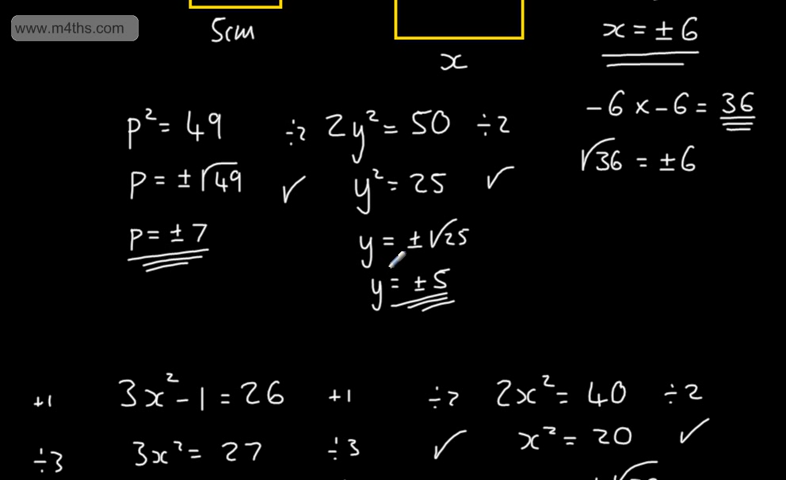 www.m4ths.com
5cm
x
x = ± 6
-6 x -6 = 36
√36 = ±6
p² = 49
p = ±√49
p = ± 7
÷2 2y² = 50 ÷2
✓ y² = 25 ✓
y = ±√25
y = ±5
+1 3x² - 1 = 26 +1
÷3 3x² = 27 ÷3
÷2 2x² = 40 ÷2
✓ x² = 20 ✓